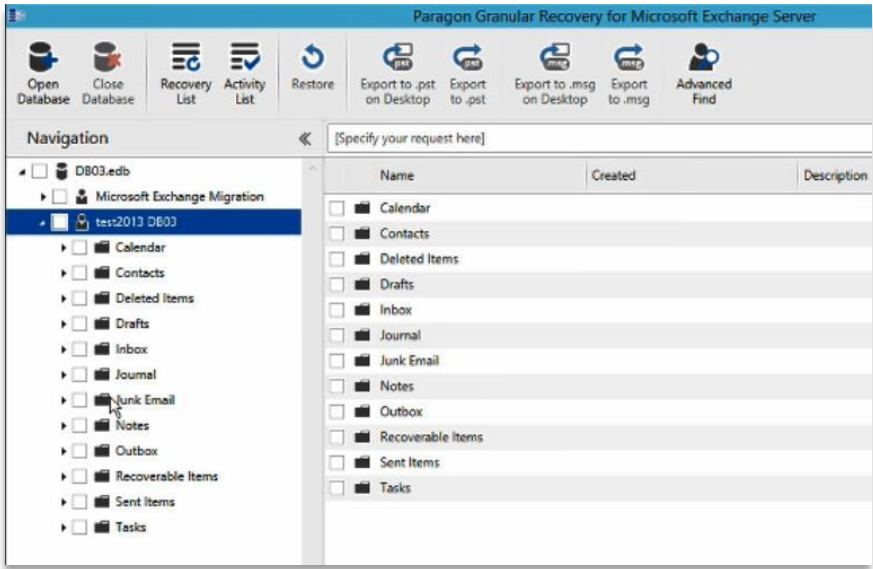 Paragon Granular Recovery for Microsoft Exchange Server
Open Database
Close Database
Recovery List
Activity List
Restore
pst
Export to .pst on Desktop
pst
Export to .pst
.msg
Export to .msg on Desktop
msg
Export to .msg
Advanced Find
Navigation
[Specify your request here]
DB03.edb
Microsoft Exchange Migration
test2013 DB03
Calendar
Contacts
Deleted Items
Drafts
Inbox
Journal
Junk Email
Notes
Outbox
Recoverable Items
Sent Items
Tasks
Name Created Description
Calendar
Contacts
Deleted Items
Drafts
Inbox
Journal
Junk Email
Notes
Outbox
Recoverable Items
Sent Items
Tasks